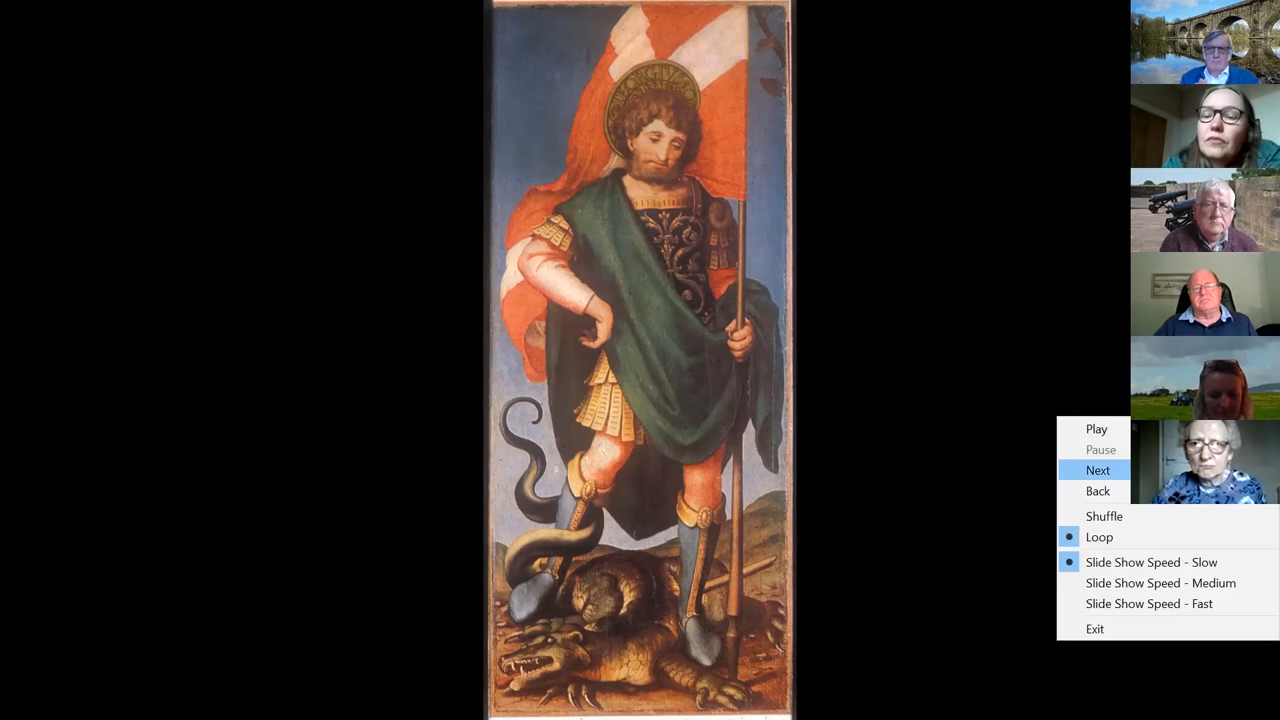 Play
Pause
Next
Back
Shuffle
Loop
Slide Show Speed - Slow
Slide Show Speed - Medium
Slide Show Speed - Fast
Exit